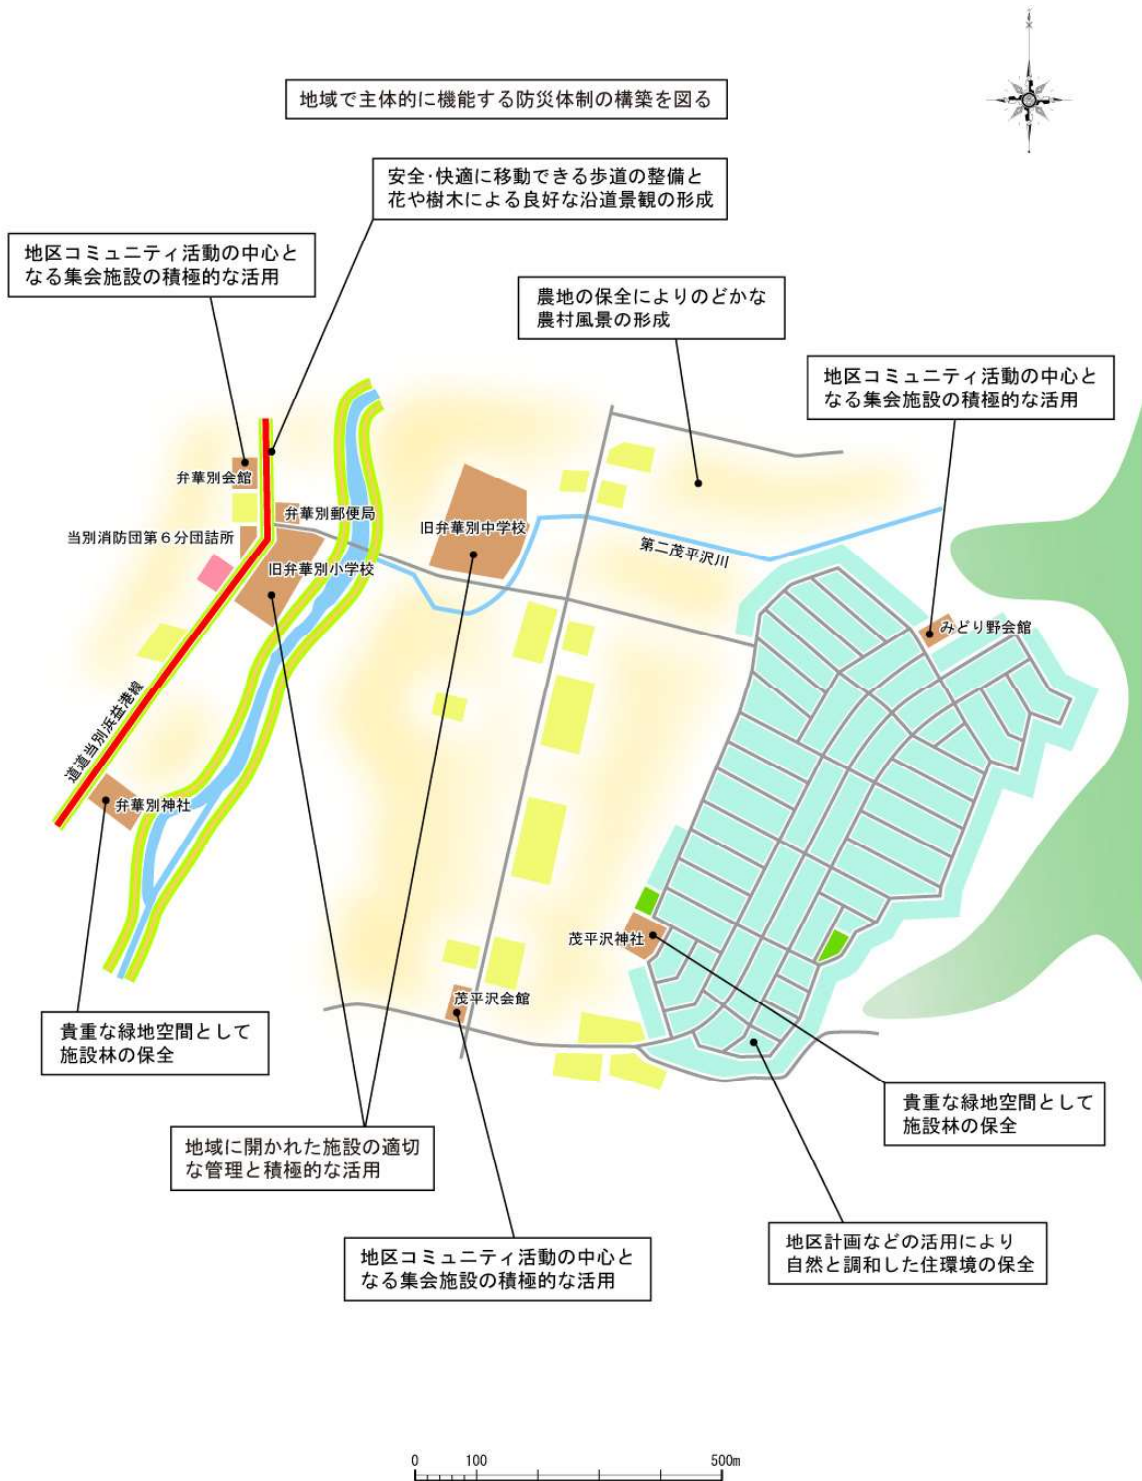 地域で主体的に機能する防災体制の構築を図る
安全・快適に移動できる歩道の整備と
花や樹木による良好な沿道景観の形成
地区コミュニティ活動の中心と
なる集会施設の積極的な活用
農地の保全によりのどかな
農村風景の形成
地区コミュニティ活動の中心と
なる集会施設の積極的な活用
弁華別会館
弁華別郵便局
当別消防団第6分団詰所
旧弁華別小学校
旧弁華別中学校
第二茂平沢川
みどり野会館
道道当別浜益港線
弁華別神社
茂平沢神社
茂平沢会館
貴重な緑地空間として
施設林の保全
貴重な緑地空間として
施設林の保全
地域に開かれた施設の適切
な管理と積極的な活用
地区コミュニティ活動の中心と
なる集会施設の積極的な活用
地区計画などの活用により
自然と調和した住環境の保全
0 100 500m